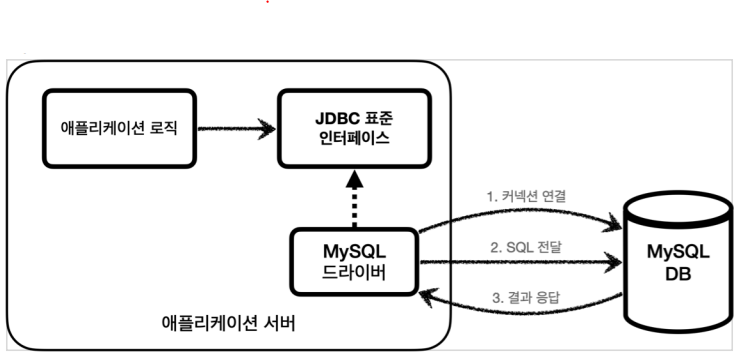 애플리케이션 로직
JDBC 표준
인터페이스
1. 커넥션 연결
MySQL
드라이버
2. SQL 전달
MySQL
DB
3. 결과 응답
애플리케이션 서버